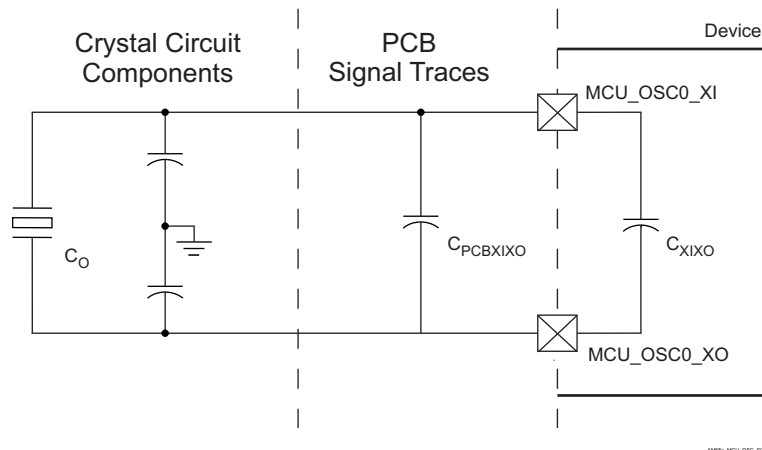 Crystal Circuit
Components
PCB
Signal Traces
Device
MCU_OSC0_XI
C_O
C_PCBXIXO
C_XIXO
MCU_OSC0_XO